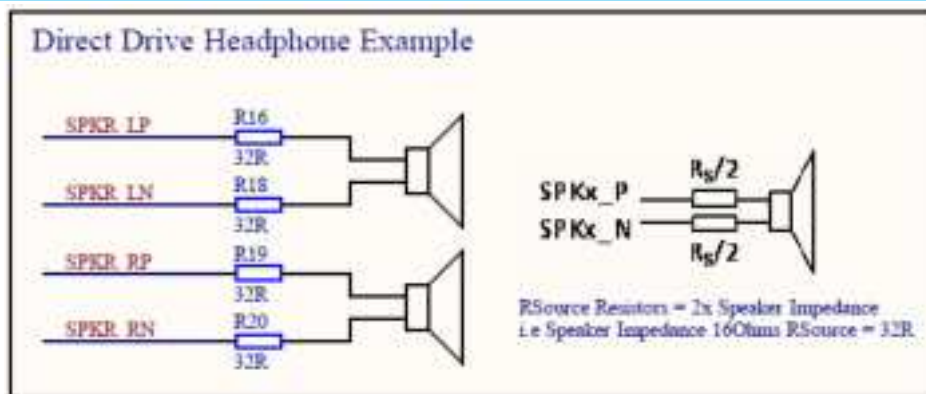 Direct Drive Headphone Example
SPKR LP
R16
32R
SPKR LN
R18
32R
SPKR RP
R19
32R
SPKR RN
R20
32R
SPKx_P
RS/2
SPKx_N
RS/2
RSource Resistors = 2x Speaker Impedance
i.e Speaker Impedance 16Ohms RSource = 32R